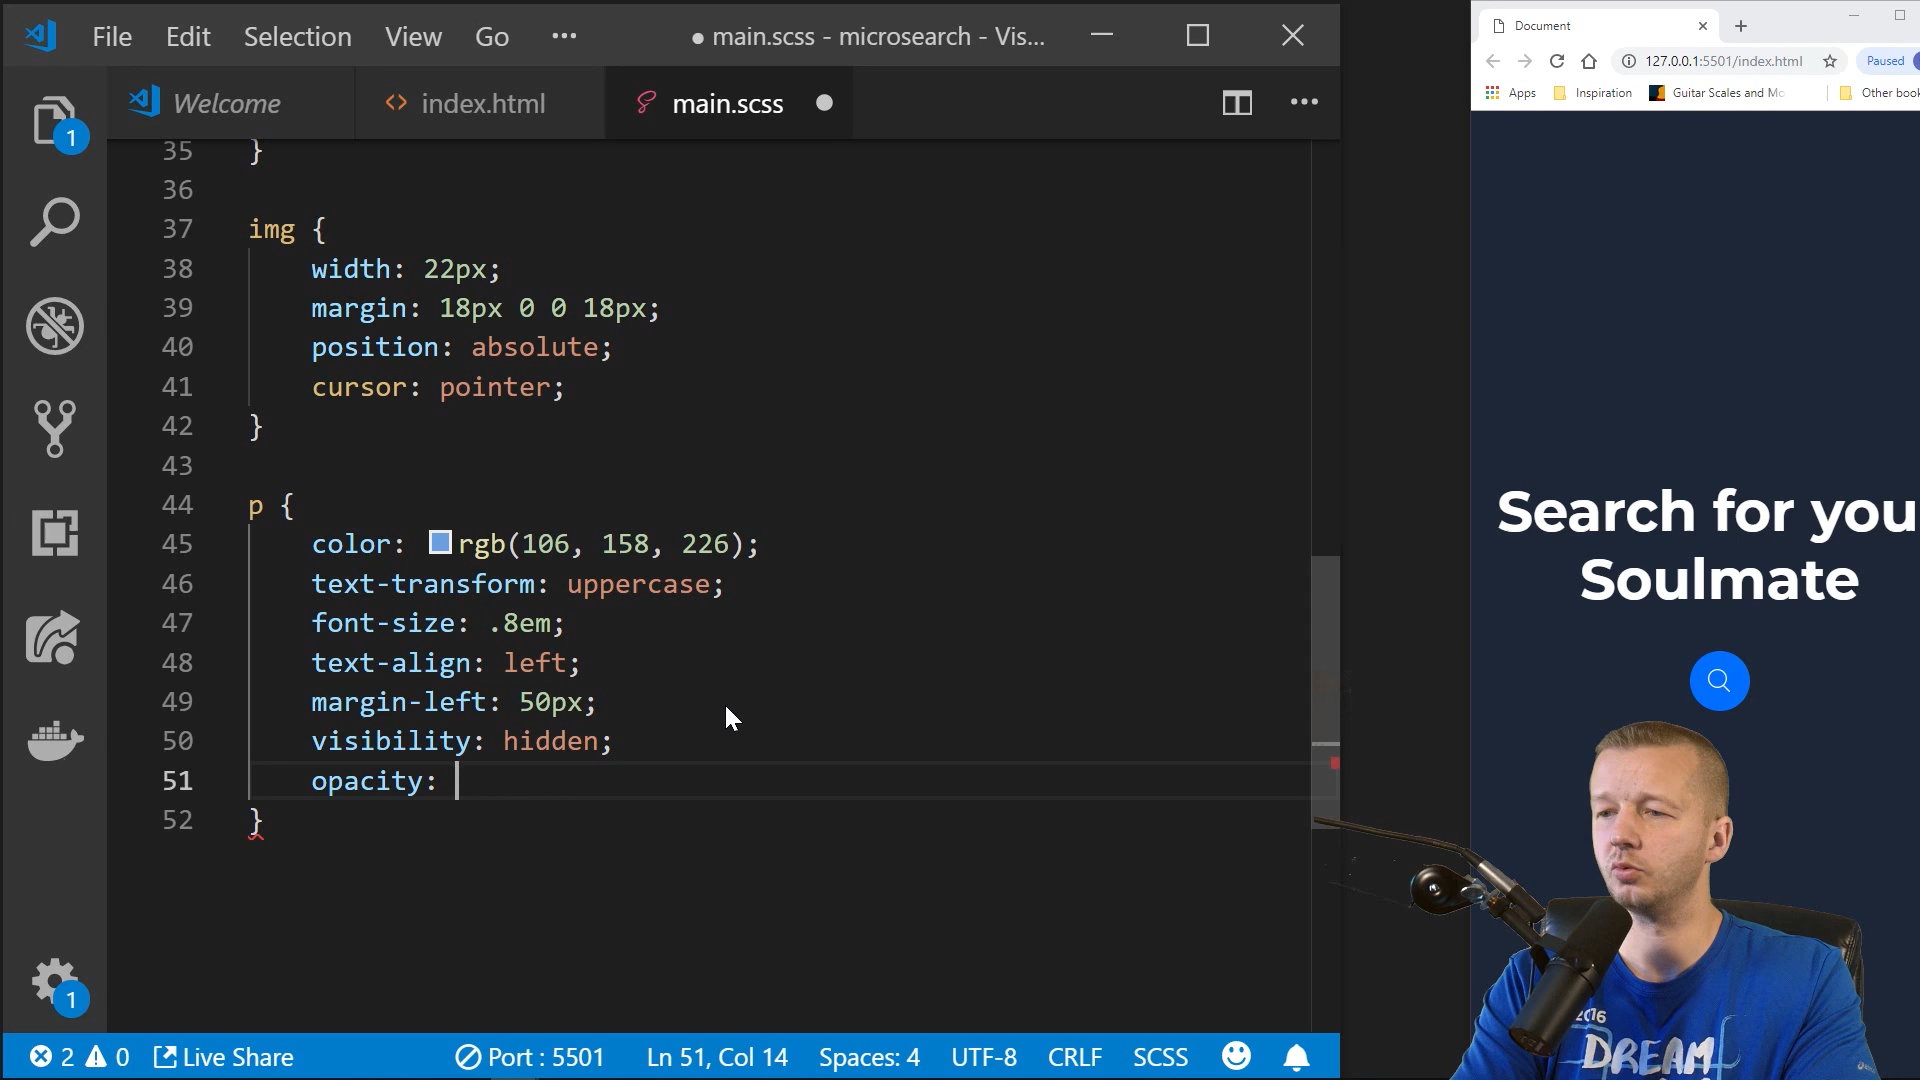 File Edit Selection View Go ••• ● main.scss - microsearch - Vis...
Welcome index.html main.scss ●
35 }
36
37 img {
38 width: 22px;
39 margin: 18px 0 0 18px;
40 position: absolute;
41 cursor: pointer;
42 }
43
44 p {
45 color: rgb(106, 158, 226);
46 text-transform: uppercase;
47 font-size: .8em;
48 text-align: left;
49 margin-left: 50px;
50 visibility: hidden;
51 opacity:
52 }
1
1
2 0 Live Share Port : 5501 Ln 51, Col 14 Spaces: 4 UTF-8 CRLF SCSS
Document
127.0.0.1:5501/index.html Paused
Apps Inspiration Guitar Scales and Mo Other book
Search for you
Soulmate
DREAM